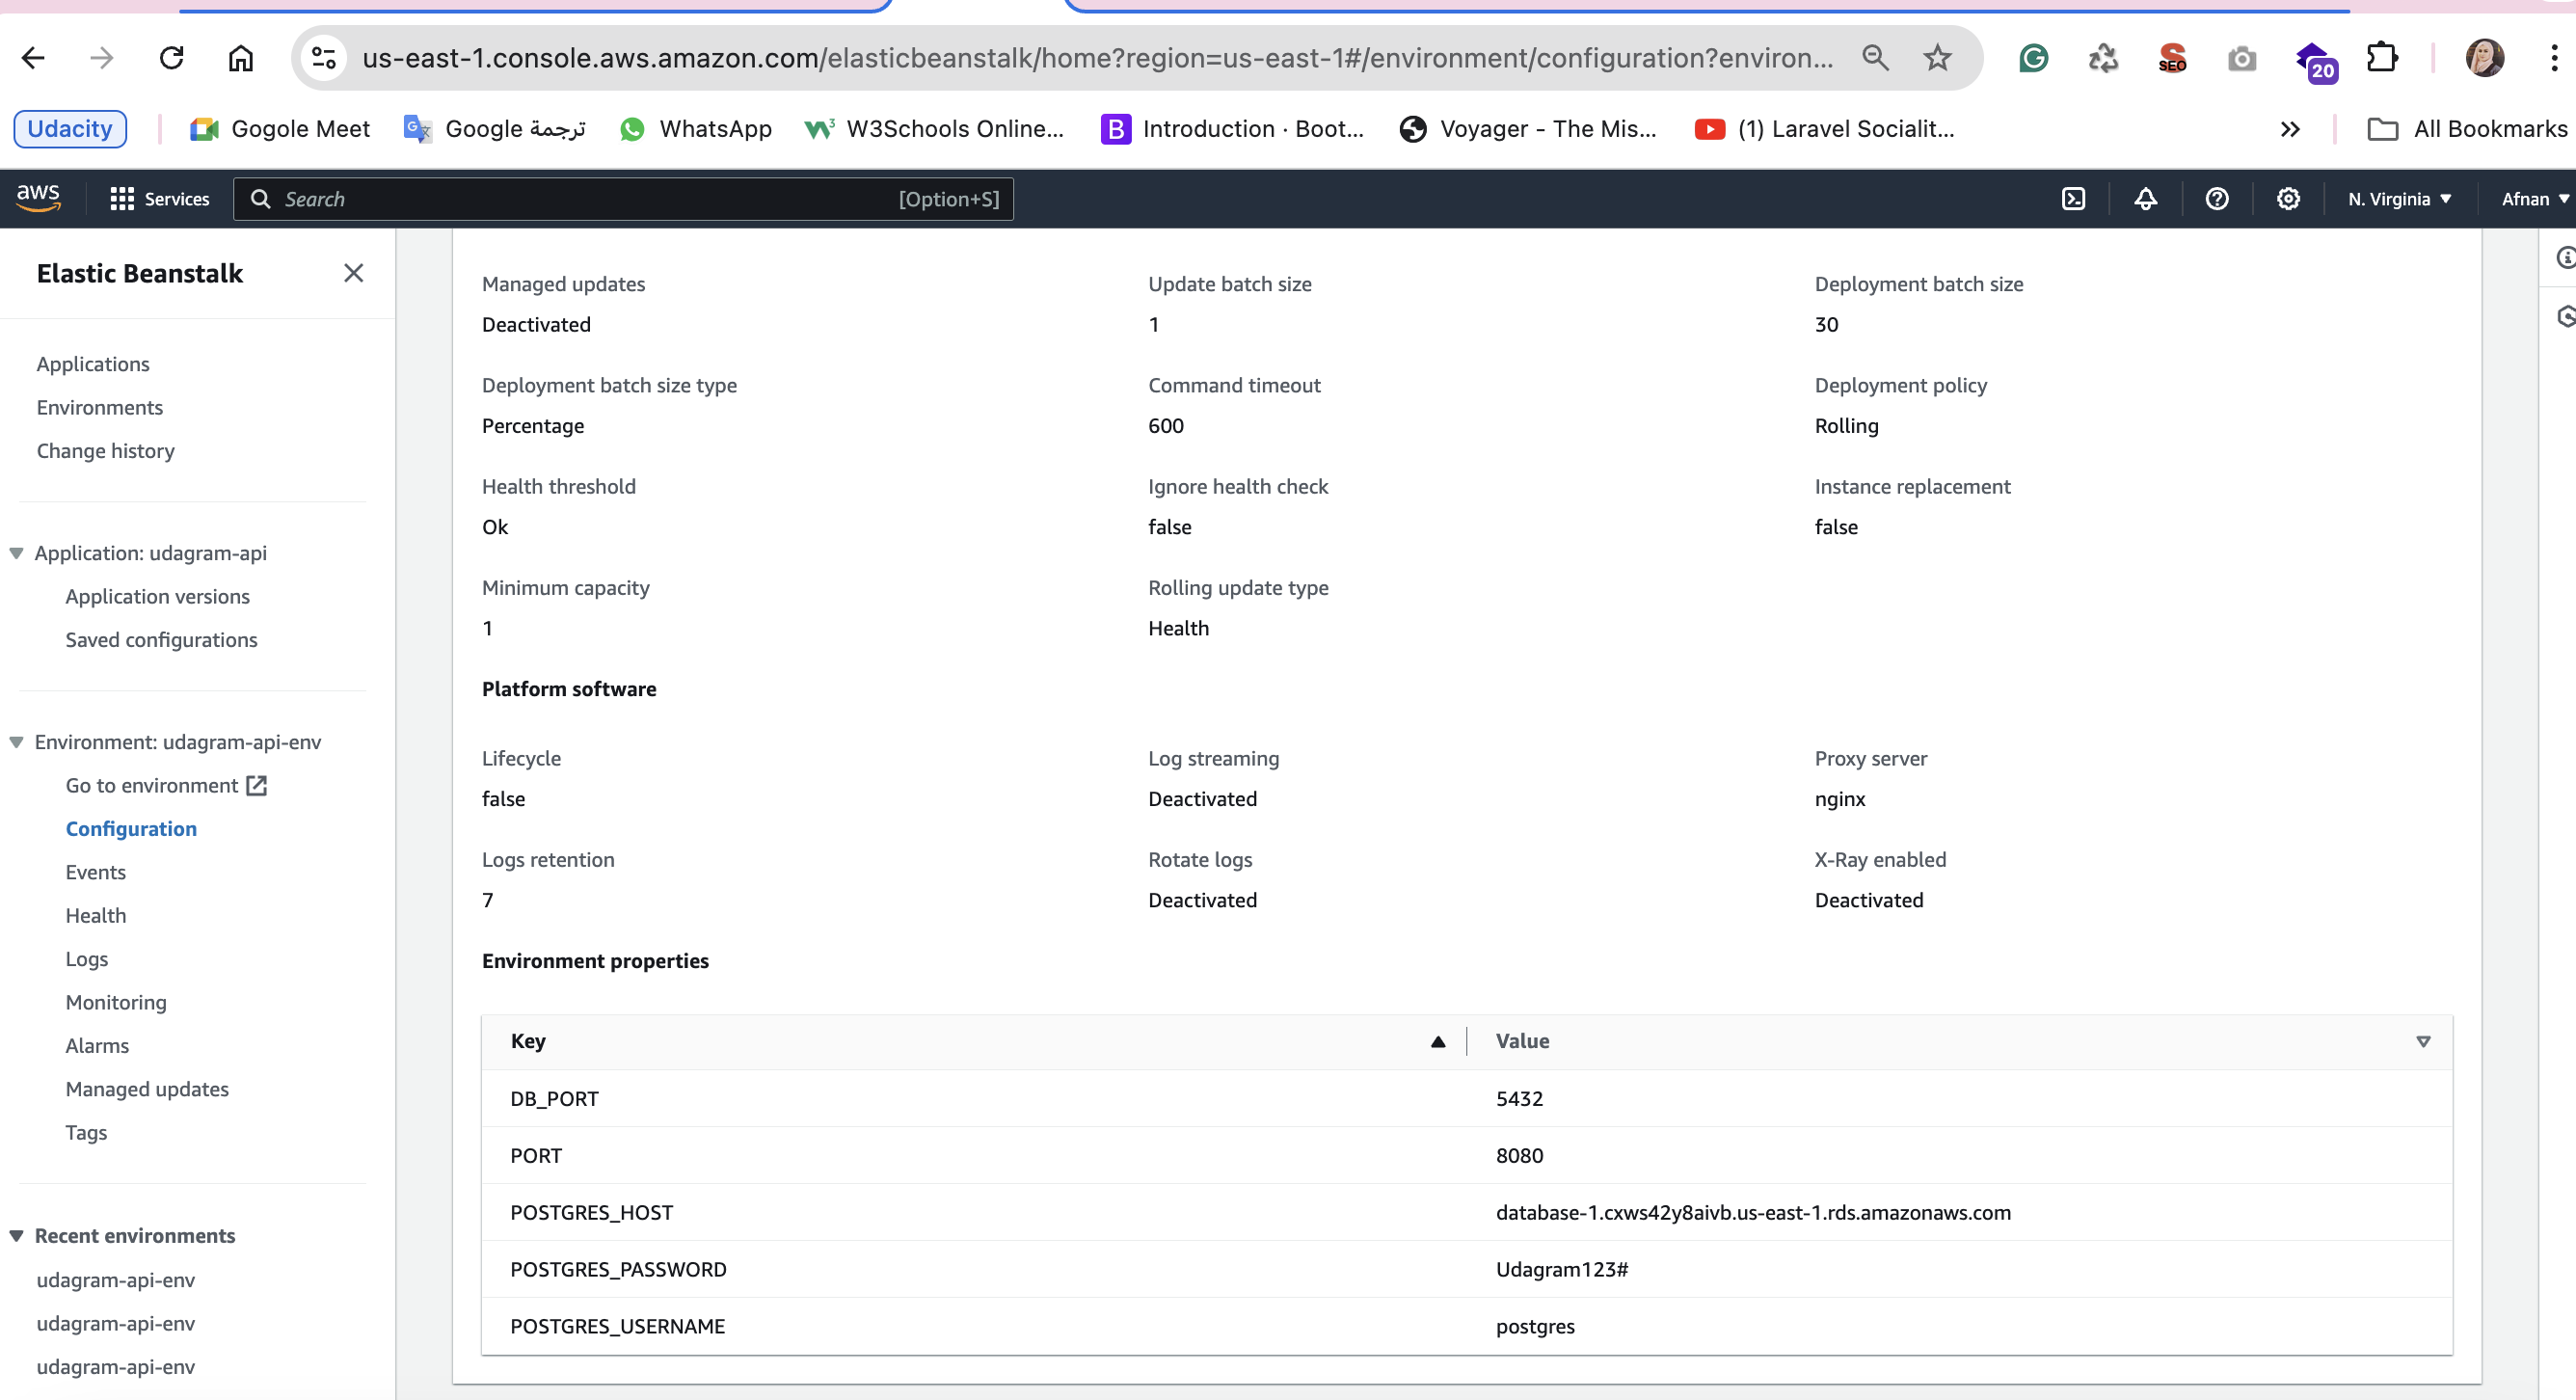 us-east-1.console.aws.amazon.com/elasticbeanstalk/home?region=us-east-1#/environment/configuration?environ...
SEO
20
Udacity
Gogole Meet
Google ترجمة
WhatsApp
W3Schools Online...
B Introduction · Boot...
Voyager - The Mis...
(1) Laravel Socialit...
All Bookmarks
aws
Services
Search
[Option+S]
N. Virginia
Afnan
Elastic Beanstalk
Applications
Environments
Change history
Application: udagram-api
Application versions
Saved configurations
Environment: udagram-api-env
Go to environment
Configuration
Events
Health
Logs
Monitoring
Alarms
Managed updates
Tags
Recent environments
udagram-api-env
udagram-api-env
udagram-api-env
Managed updates
Deactivated
Update batch size
1
Deployment batch size
30
Deployment batch size type
Percentage
Command timeout
600
Deployment policy
Rolling
Health threshold
Ok
Ignore health check
false
Instance replacement
false
Minimum capacity
1
Rolling update type
Health
Platform software
Lifecycle
false
Log streaming
Deactivated
Proxy server
nginx
Logs retention
7
Rotate logs
Deactivated
X-Ray enabled
Deactivated
Environment properties
Key Value
DB_PORT 5432
PORT 8080
POSTGRES_HOST database-1.cxws42y8aivb.us-east-1.rds.amazonaws.com
POSTGRES_PASSWORD Udagram123#
POSTGRES_USERNAME postgres